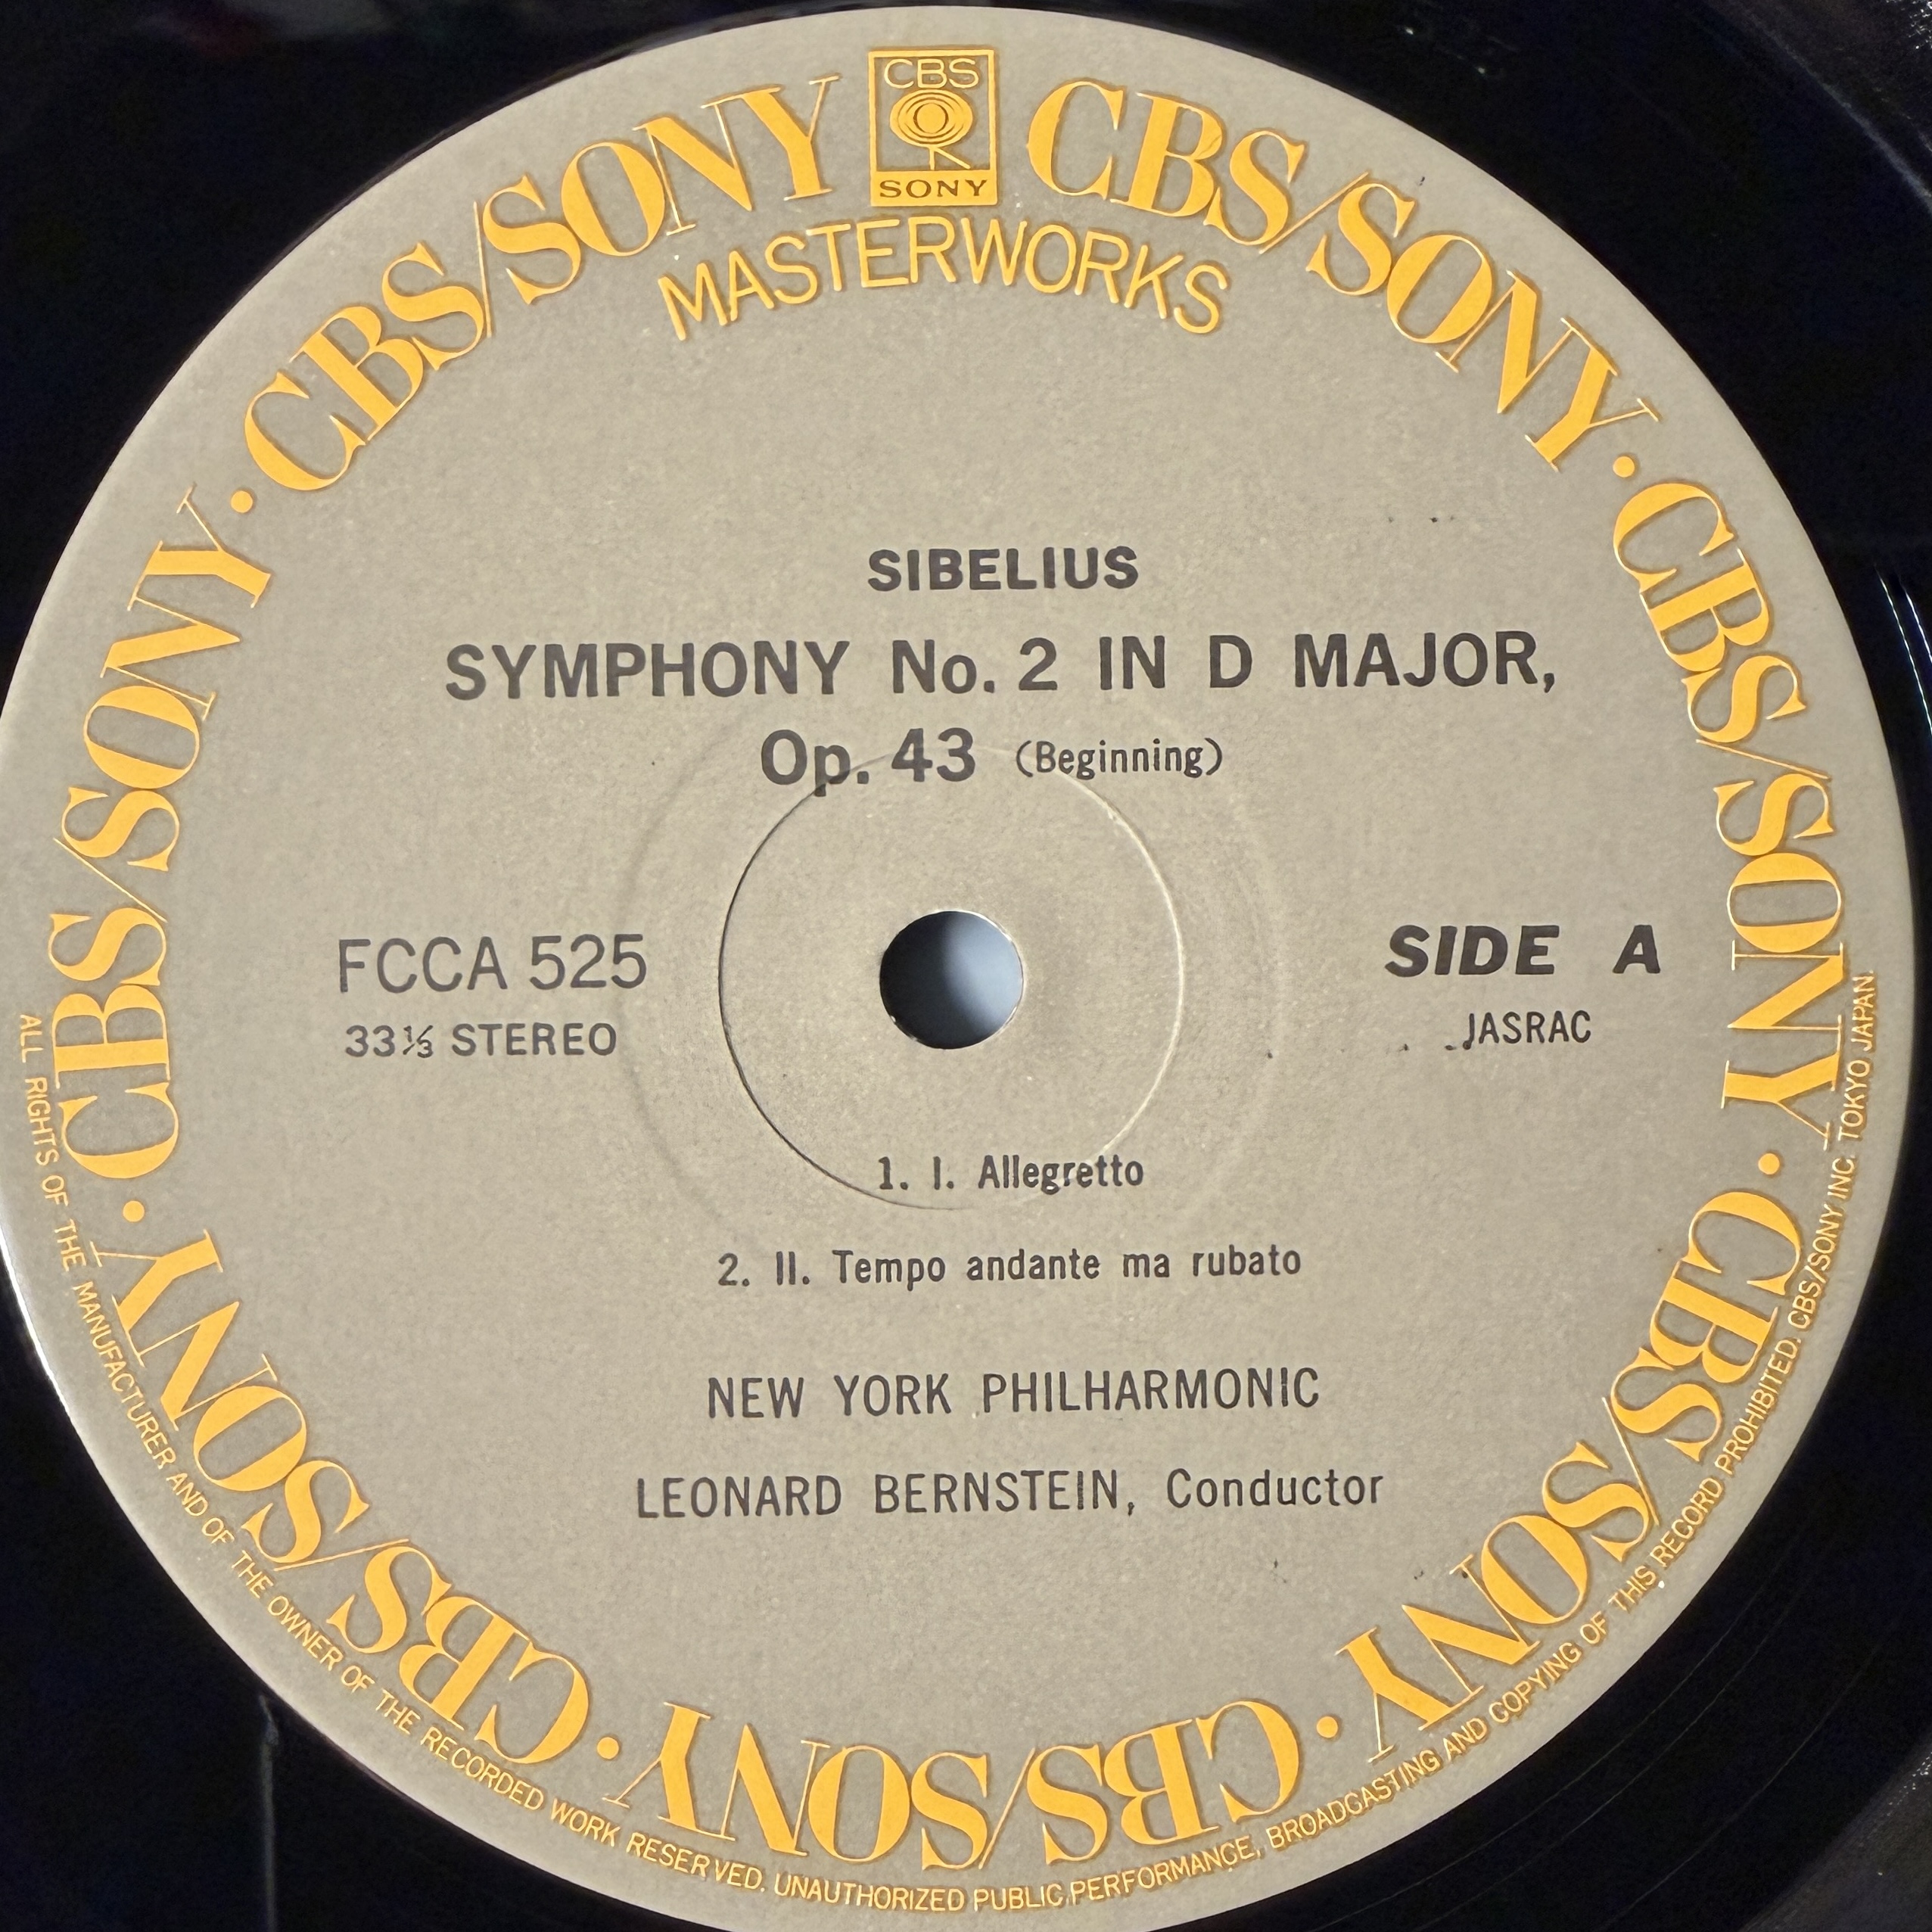 CBS
SONY
CBS/SONY · CBS/SONY · CBS/SONY · CBS/SONY · CBS/SONY · CBS/SONY · CBS/SONY · CBS/SONY
MASTERWORKS
SIBELIUS
SYMPHONY No. 2 IN D MAJOR,
Op. 43 (Beginning)
FCCA 525
33⅓ STEREO
SIDE A
JASRAC
1. I. Allegretto
2. II. Tempo andante ma rubato
NEW YORK PHILHARMONIC
LEONARD BERNSTEIN, Conductor
ALL RIGHTS OF THE MANUFACTURER AND OF THE OWNER OF THE RECORDED WORK RESERVED. UNAUTHORIZED PUBLIC PERFORMANCE, BROADCASTING AND COPYING OF THIS RECORD PROHIBITED. CBS/SONY INC. TOKYO JAPAN.